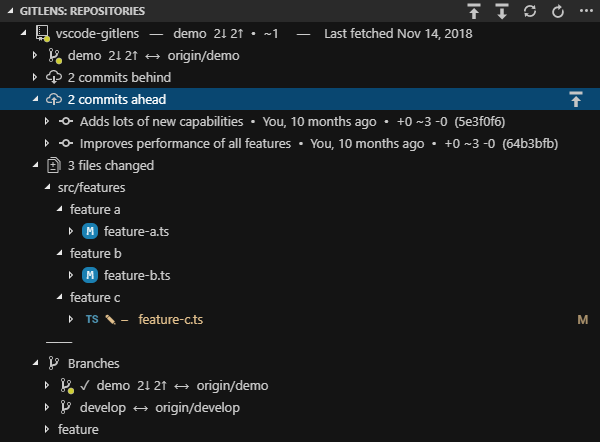 GITLENS: REPOSITORIES
vscode-gitlens — demo 2↓ 2↑ • ~1 — Last fetched Nov 14, 2018
demo 2↓ 2↑ ↔ origin/demo
2 commits behind
2 commits ahead
Adds lots of new capabilities • You, 10 months ago • +0 ~3 -0 (5e3f0f6)
Improves performance of all features • You, 10 months ago • +0 ~3 -0 (64b3bfb)
3 files changed
src/features
feature a
M feature-a.ts
feature b
M feature-b.ts
feature c
TS – feature-c.ts M
Branches
✓ demo 2↓ 2↑ ↔ origin/demo
develop ↔ origin/develop
feature